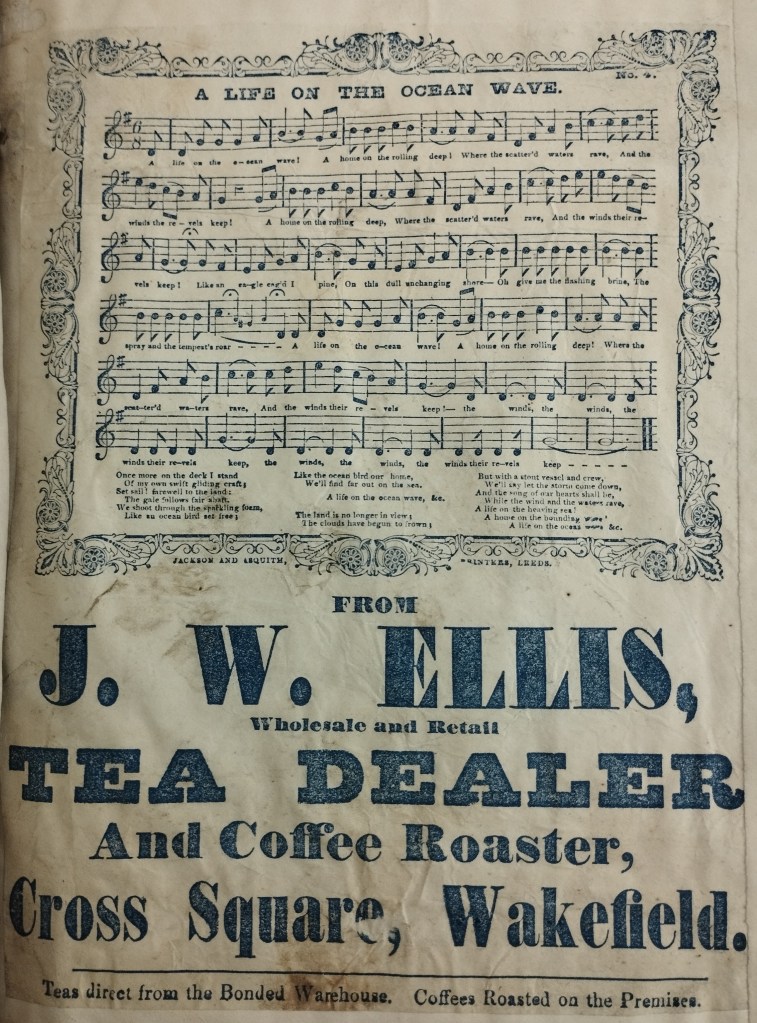 No. 4.
A LIFE ON THE OCEAN WAVE.
A life on the o-cean wave! A home on the rolling deep! Where the scatter'd waters rave, And the
winds the re - vels keep! A home on the rolling deep, Where the scatter'd waters rave, And the winds their re-
vels keep! Like an ea-gle cag'd I pine, On this dull unchanging shore— Oh give me the flashing brine, The
spray and the tempest's roar - - - - A life on the o-cean wave! A home on the rolling deep! Where the
scat-ter'd wa-ters rave, And the winds their re - vels keep!— the winds, the winds, the
winds their re-vels keep, the winds, the winds, the winds their re-vels keep - - - - - -
Once more on the deck I stand
Of my own swift gliding craft;
Set sail! farewell to the land;
The gale follows fair abaft.
We shoot through the sparkling foam,
Like an ocean bird set free;
Like the ocean bird our home,
We'll find far out on the sea.
A life on the ocean wave, &c.
The land is no longer in view;
The clouds have begun to frown;
But with a stout vessel and crew,
We'll say let the storm come down,
And the song of our hearts shall be,
While the wind and the waters rave,
A life on the heaving sea!
A home on the bounding wave!
A life on the ocean wave &c.
JACKSON AND ASQUITH, PRINTERS, LEEDS.
FROM
J. W. ELLIS,
Wholesale and Retail
TEA DEALER
And Coffee Roaster,
Cross Square, Wakefield.
Teas direct from the Bonded Warehouse. Coffees Roasted on the Premises.